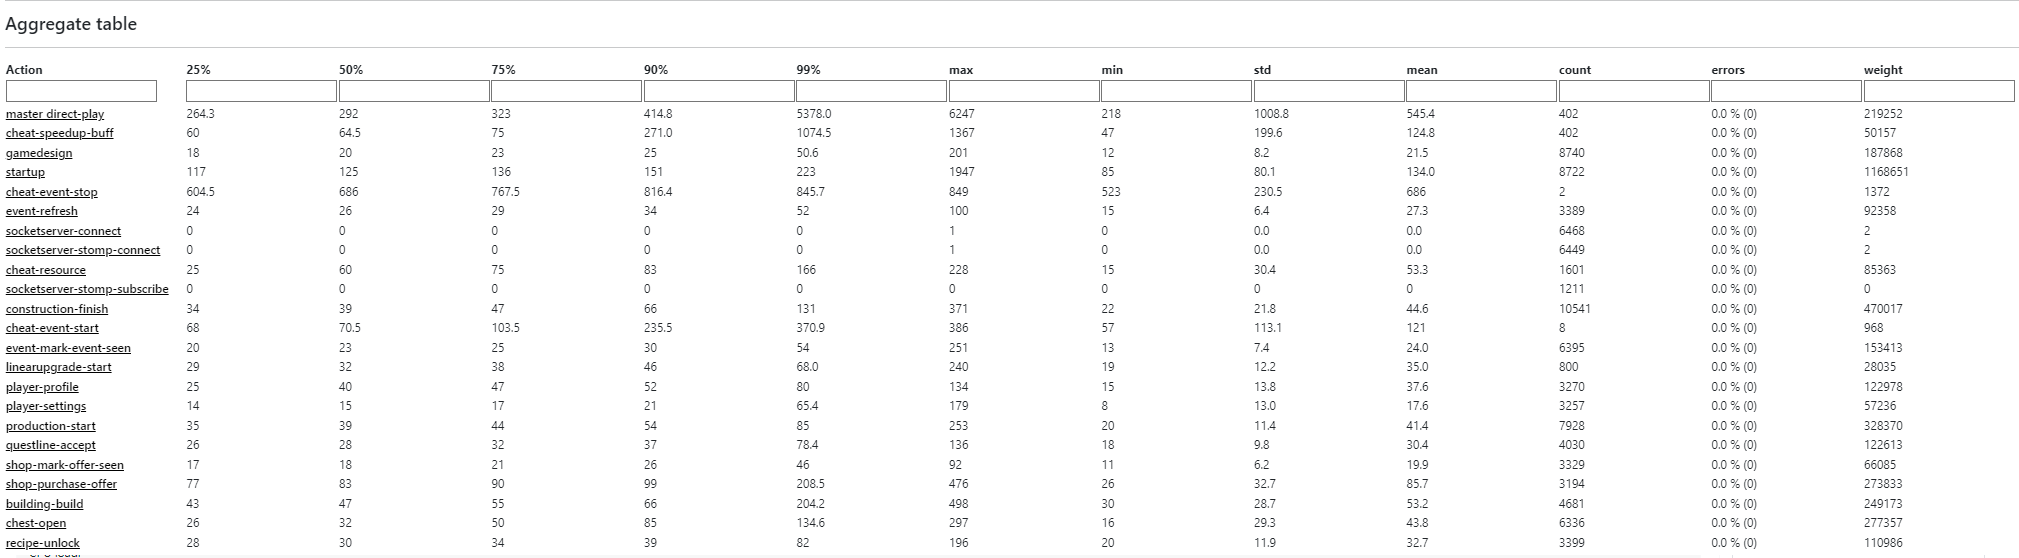 Aggregate table
Action 25% 50% 75% 90% 99% max min std mean count errors weight
master direct-play 264.3 292 323 414.8 5378.0 6247 218 1008.8 545.4 402 0.0 % (0) 219252
cheat-speedup-buff 60 64.5 75 271.0 1074.5 1367 47 199.6 124.8 402 0.0 % (0) 50157
gamedesign 18 20 23 25 50.6 201 12 8.2 21.5 8740 0.0 % (0) 187868
startup 117 125 136 151 223 1947 85 80.1 134.0 8722 0.0 % (0) 1168651
cheat-event-stop 604.5 686 767.5 816.4 845.7 849 523 230.5 686 2 0.0 % (0) 1372
event-refresh 24 26 29 34 52 100 15 6.4 27.3 3389 0.0 % (0) 92358
socketserver-connect 0 0 0 0 0 1 0 0.0 0.0 6468 0.0 % (0) 2
socketserver-stomp-connect 0 0 0 0 0 1 0 0.0 0.0 6449 0.0 % (0) 2
cheat-resource 25 60 75 83 166 228 15 30.4 53.3 1601 0.0 % (0) 85363
socketserver-stomp-subscribe 0 0 0 0 0 0 0 0 0 1211 0.0 % (0) 0
construction-finish 34 39 47 66 131 371 22 21.8 44.6 10541 0.0 % (0) 470017
cheat-event-start 68 70.5 103.5 235.5 370.9 386 57 113.1 121 8 0.0 % (0) 968
event-mark-event-seen 20 23 25 30 54 251 13 7.4 24.0 6395 0.0 % (0) 153413
linearupgrade-start 29 32 38 46 68.0 240 19 12.2 35.0 800 0.0 % (0) 28035
player-profile 25 40 47 52 80 134 15 13.8 37.6 3270 0.0 % (0) 122978
player-settings 14 15 17 21 65.4 179 8 13.0 17.6 3257 0.0 % (0) 57236
production-start 35 39 44 54 85 253 20 11.4 41.4 7928 0.0 % (0) 328370
questline-accept 26 28 32 37 78.4 136 18 9.8 30.4 4030 0.0 % (0) 122613
shop-mark-offer-seen 17 18 21 26 46 92 11 6.2 19.9 3329 0.0 % (0) 66085
shop-purchase-offer 77 83 90 99 208.5 476 26 32.7 85.7 3194 0.0 % (0) 273833
building-build 43 47 55 66 204.2 498 30 28.7 53.2 4681 0.0 % (0) 249173
chest-open 26 32 50 85 134.6 297 16 29.3 43.8 6336 0.0 % (0) 277357
recipe-unlock 28 30 34 39 82 196 20 11.9 32.7 3399 0.0 % (0) 110986